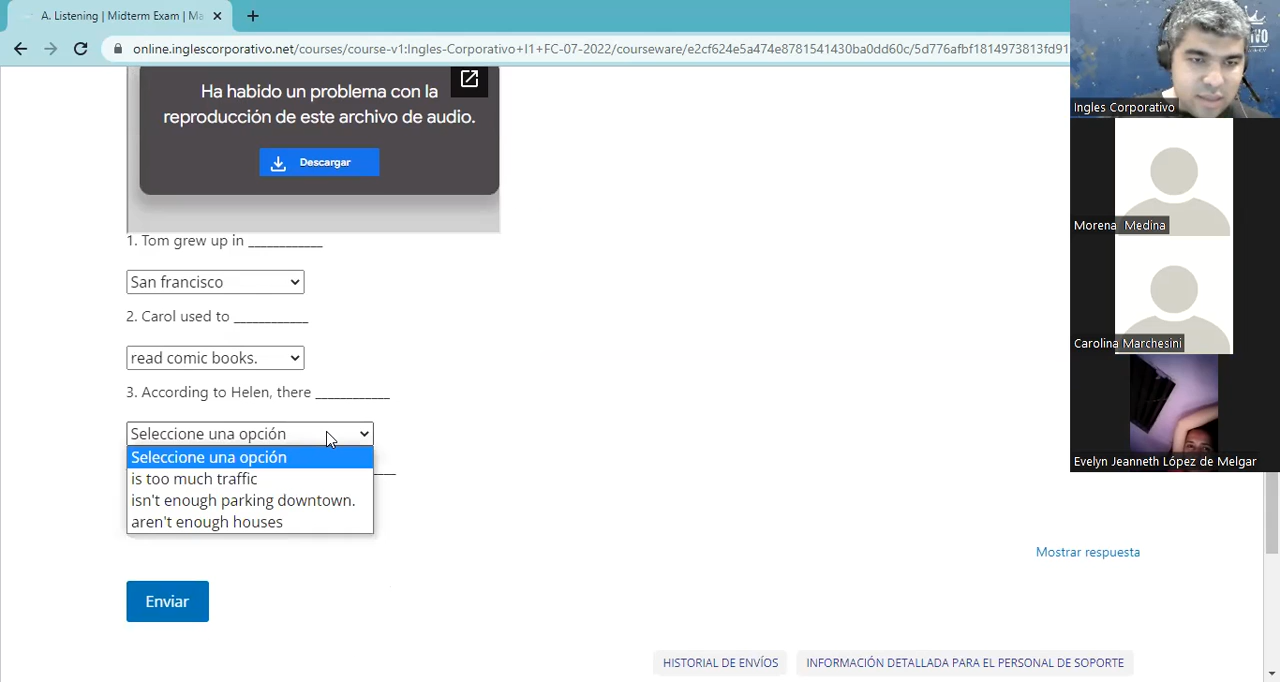 A. Listening | Midterm Exam | Ma
online.inglescorporativo.net/courses/course-v1:Ingles-Corporativo+I1+FC-07-2022/courseware/e2cf624e5a474e8781541430ba0dd60c/5d776afbf1814973813fd91
Ha habido un problema con la
reproducción de este archivo de audio.
Descargar
1. Tom grew up in ____________
San francisco
2. Carol used to ____________
read comic books.
3. According to Helen, there ____________
Seleccione una opción
Seleccione una opción
is too much traffic
isn't enough parking downtown.
aren't enough houses
Mostrar respuesta
Enviar
HISTORIAL DE ENVÍOS
INFORMACIÓN DETALLADA PARA EL PERSONAL DE SOPORTE
Ingles Corporativo
Morena Medina
Carolina Marchesini
Evelyn Jeanneth López de Melgar